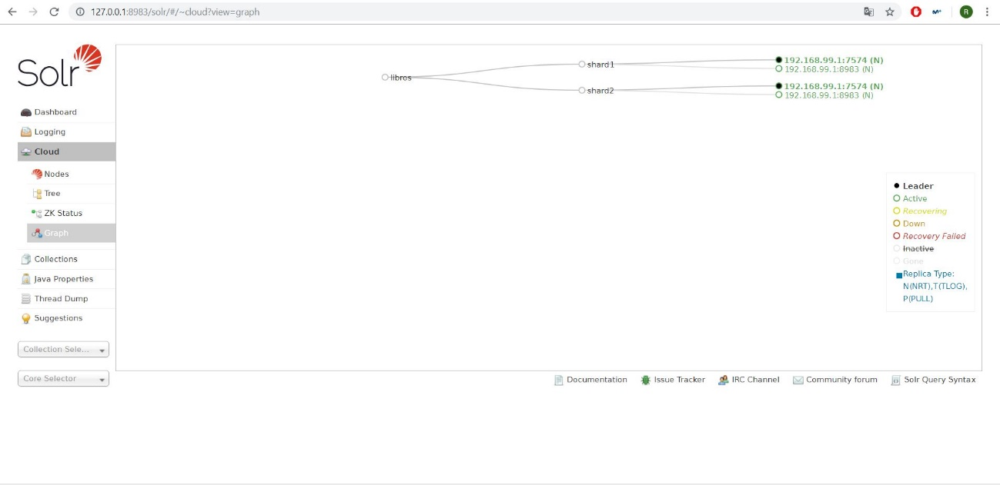 127.0.0.1:8983/solr/#/~cloud?view=graph
R
Solr
Dashboard
Logging
Cloud
Nodes
Tree
ZK Status
Graph
Collections
Java Properties
Thread Dump
Suggestions
Collection Sele...
Core Selector
libros
shard1
shard2
192.168.99.1:7574 (N)
192.168.99.1:8983 (N)
192.168.99.1:7574 (N)
192.168.99.1:8983 (N)
Leader
Active
Recovering
Down
Recovery Failed
Inactive
Gone
Replica Type:
N(NRT),T(TLOG),
P(PULL)
Documentation Issue Tracker IRC Channel Community forum Solr Query Syntax